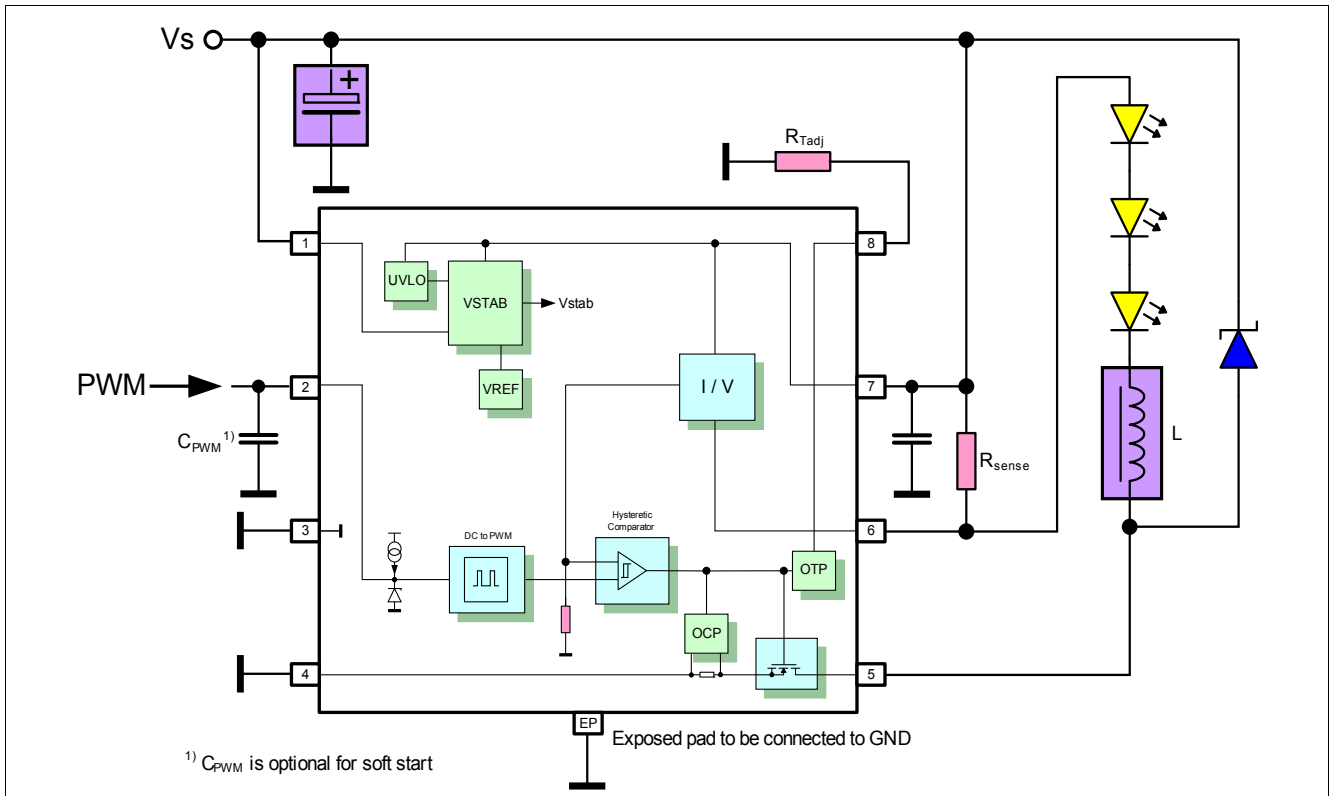 Vs
+
RTadj
1
8
UVLO
VSTAB
Vstab
PWM
2
VREF
I / V
7
CPWM 1)
Rsense
L
3
DC to PWM
Hysteretic
Comparator
6
OTP
OCP
4
5
EP
Exposed pad to be connected to GND
1) CPWM is optional for soft start